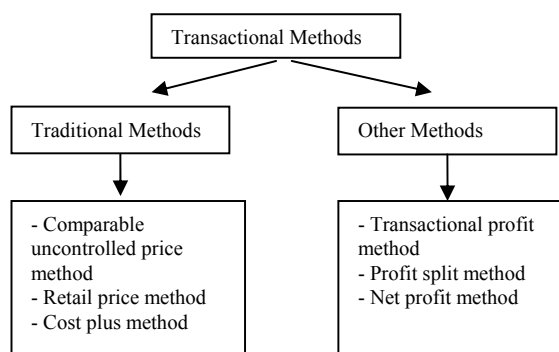 Transactional Methods
Traditional Methods
Other Methods
- Comparable
uncontrolled price
method
- Retail price method
- Cost plus method
- Transactional profit
method
- Profit split method
- Net profit method